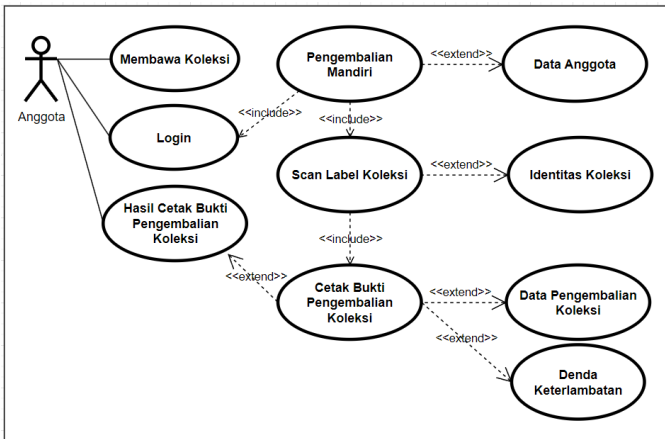 Membawa Koleksi
Pengembalian
Mandiri
<<extend>>
Data Anggota
Anggota
<<include>>
<<include>>
Login
Scan Label Koleksi
<<extend>>
Identitas Koleksi
Hasil Cetak Bukti
Pengembalian
Koleksi
<<include>>
<<extend>>
Cetak Bukti
Pengembalian
Koleksi
<<extend>>
Data Pengembalian
Koleksi
<<extend>>
Denda
Keterlambatan